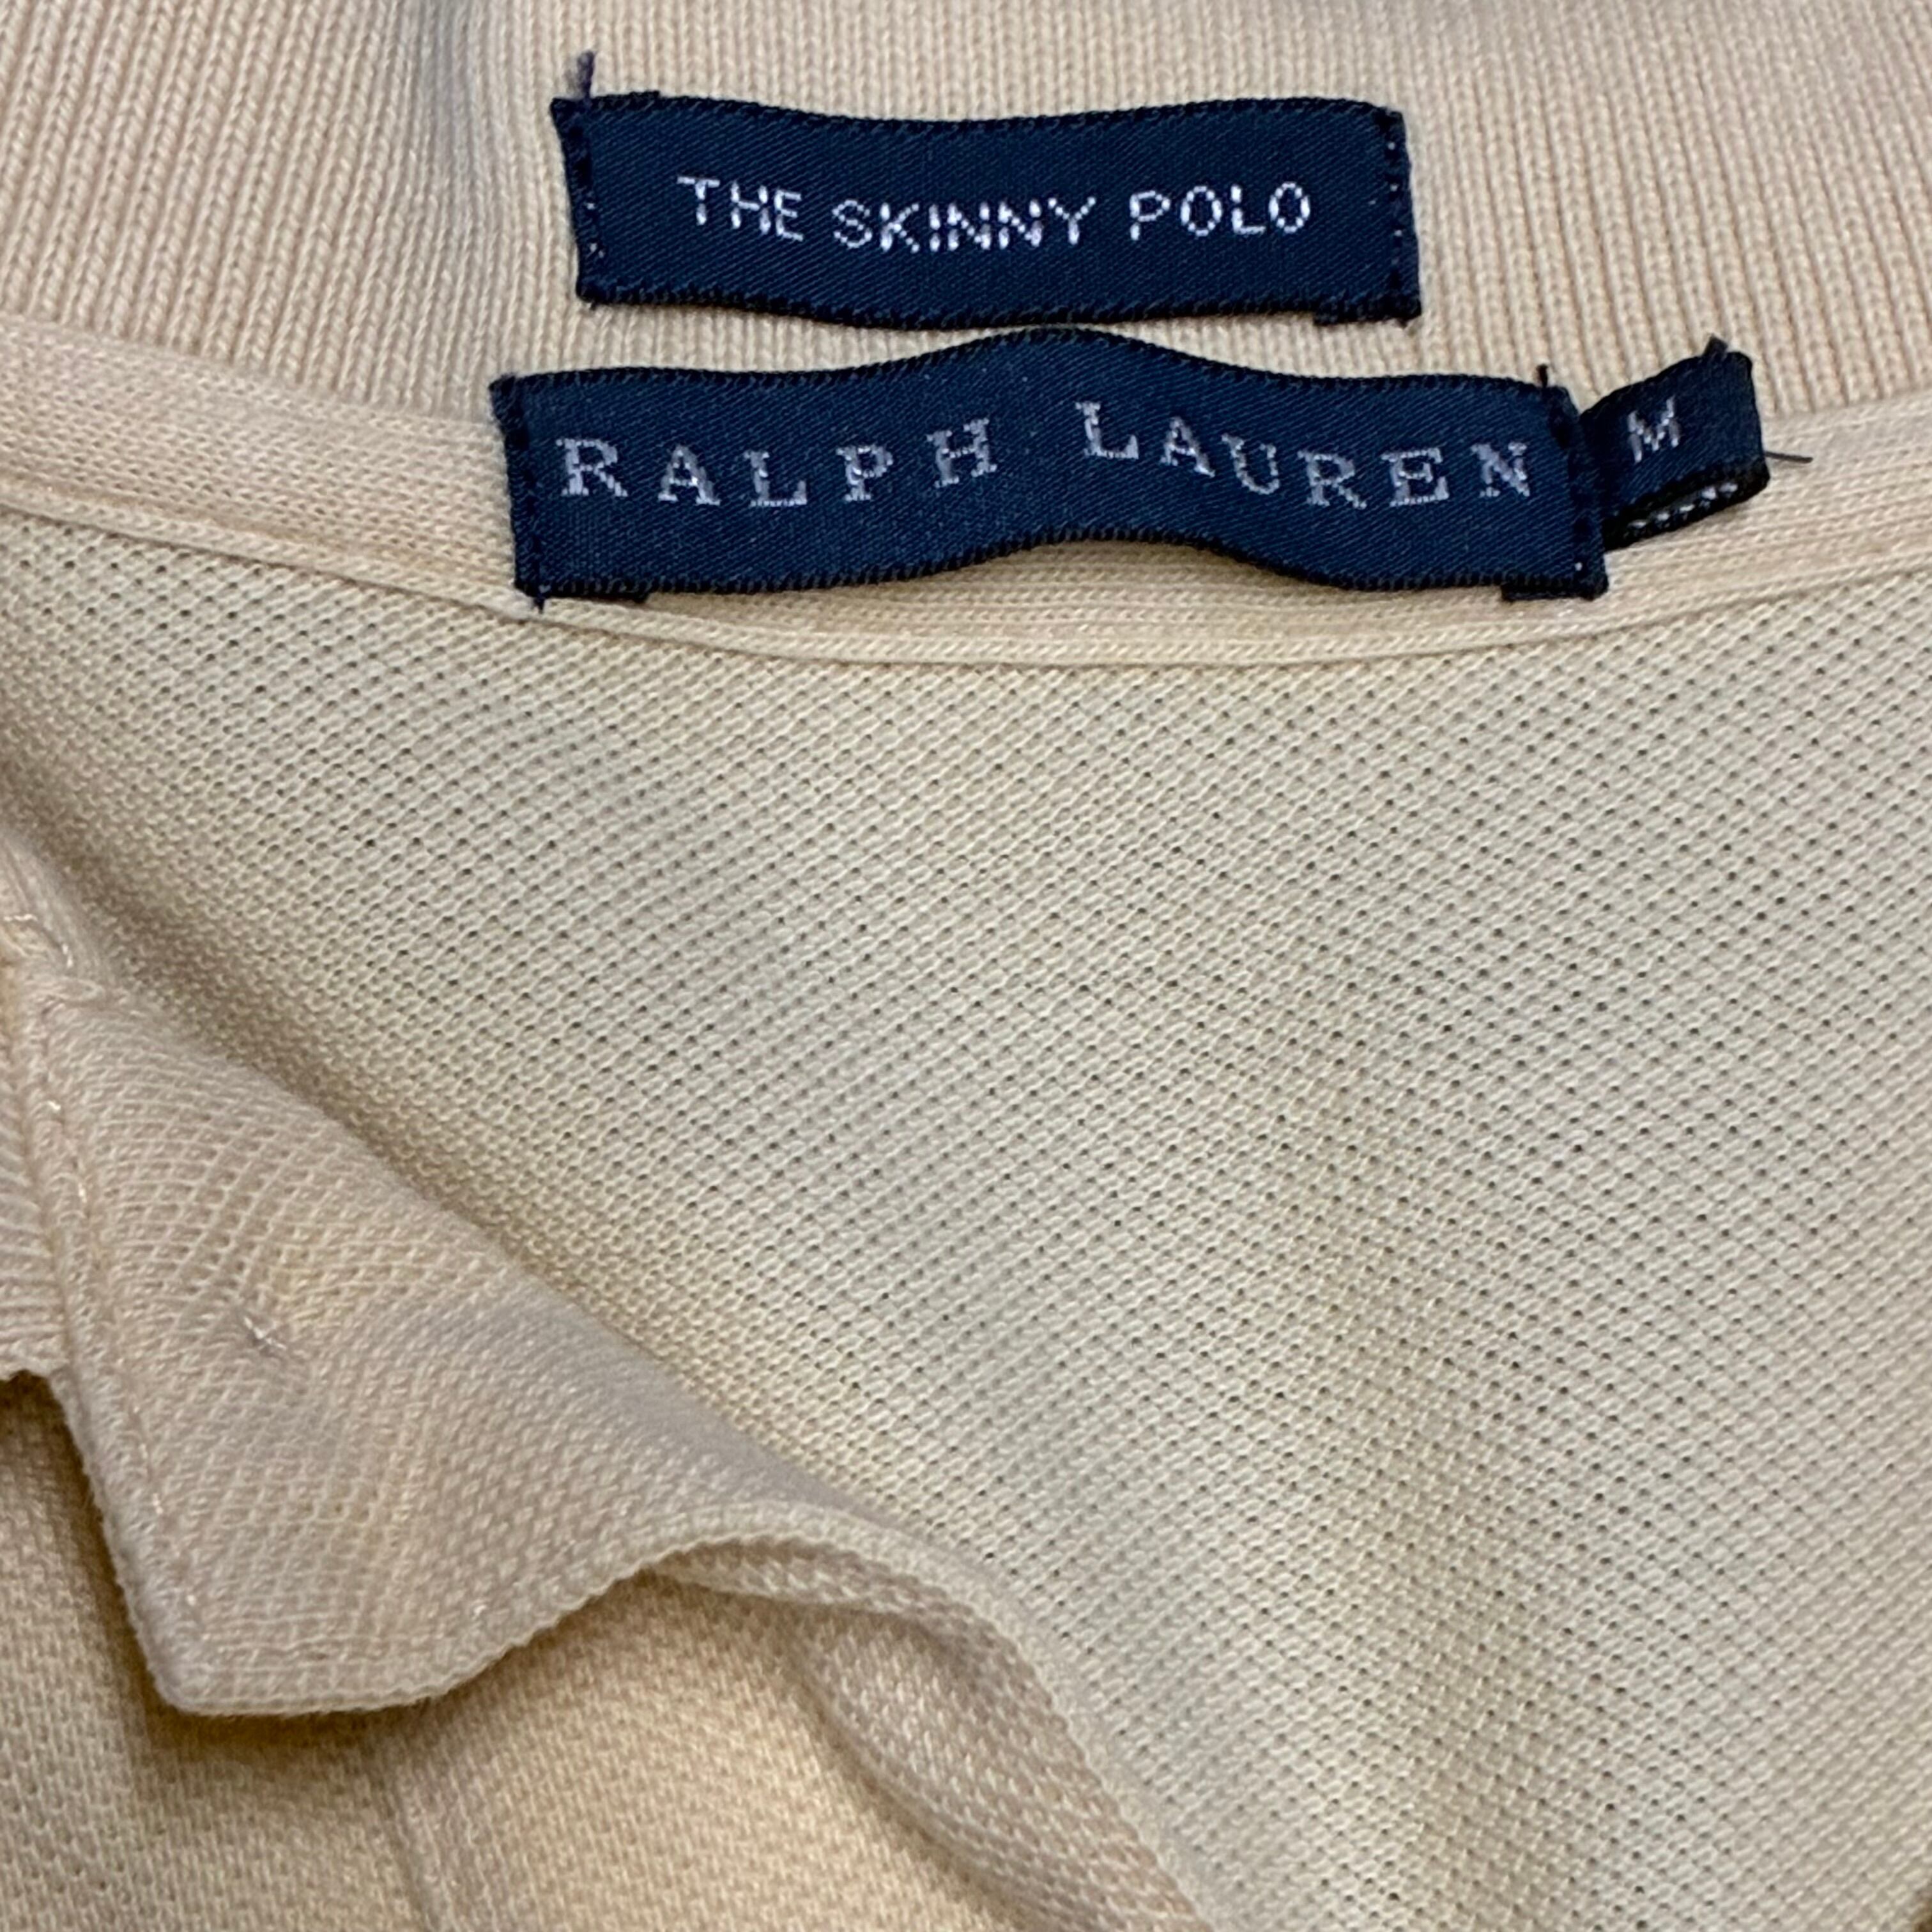 THE SKINNY POLO
RALPH LAUREN
M